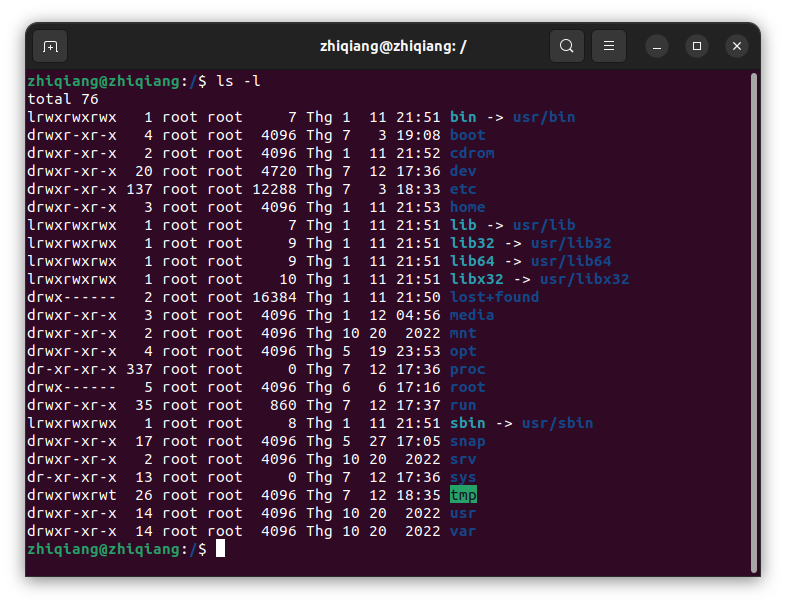 zhiqiang@zhiqiang: /
zhiqiang@zhiqiang:/$ ls -l
total 76
lrwxrwxrwx   1 root root     7 Thg 1  11 21:51 bin -> usr/bin
drwxr-xr-x   4 root root  4096 Thg 7   3 19:08 boot
drwxr-xr-x   2 root root  4096 Thg 1  11 21:52 cdrom
drwxr-xr-x  20 root root  4720 Thg 7  12 17:36 dev
drwxr-xr-x 137 root root 12288 Thg 7   3 18:33 etc
drwxr-xr-x   3 root root  4096 Thg 1  11 21:53 home
lrwxrwxrwx   1 root root     7 Thg 1  11 21:51 lib -> usr/lib
lrwxrwxrwx   1 root root     9 Thg 1  11 21:51 lib32 -> usr/lib32
lrwxrwxrwx   1 root root     9 Thg 1  11 21:51 lib64 -> usr/lib64
lrwxrwxrwx   1 root root    10 Thg 1  11 21:51 libx32 -> usr/libx32
drwx------   2 root root 16384 Thg 1  11 21:50 lost+found
drwxr-xr-x   3 root root  4096 Thg 1  12 04:56 media
drwxr-xr-x   2 root root  4096 Thg 10 20  2022 mnt
drwxr-xr-x   4 root root  4096 Thg 5  19 23:53 opt
dr-xr-xr-x 337 root root     0 Thg 7  12 17:36 proc
drwx------   5 root root  4096 Thg 6   6 17:16 root
drwxr-xr-x  35 root root   860 Thg 7  12 17:37 run
lrwxrwxrwx   1 root root     8 Thg 1  11 21:51 sbin -> usr/sbin
drwxr-xr-x  17 root root  4096 Thg 5  27 17:05 snap
drwxr-xr-x   2 root root  4096 Thg 10 20  2022 srv
dr-xr-xr-x  13 root root     0 Thg 7  12 17:36 sys
drwxrwxrwt  26 root root  4096 Thg 7  12 18:35 tmp
drwxr-xr-x  14 root root  4096 Thg 10 20  2022 usr
drwxr-xr-x  14 root root  4096 Thg 10 20  2022 var
zhiqiang@zhiqiang:/$